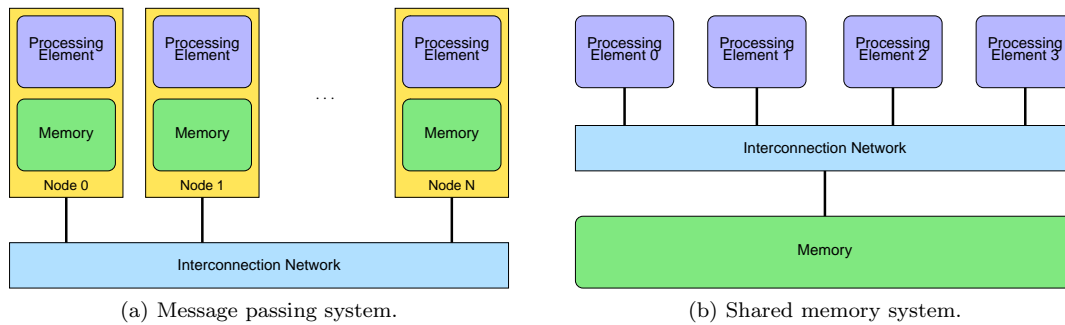 Processing
Element
Memory
Node 0
Processing
Element
Memory
Node 1
...
Processing
Element
Memory
Node N
Interconnection Network
(a) Message passing system.
Processing
Element 0
Processing
Element 1
Processing
Element 2
Processing
Element 3
Interconnection Network
Memory
(b) Shared memory system.